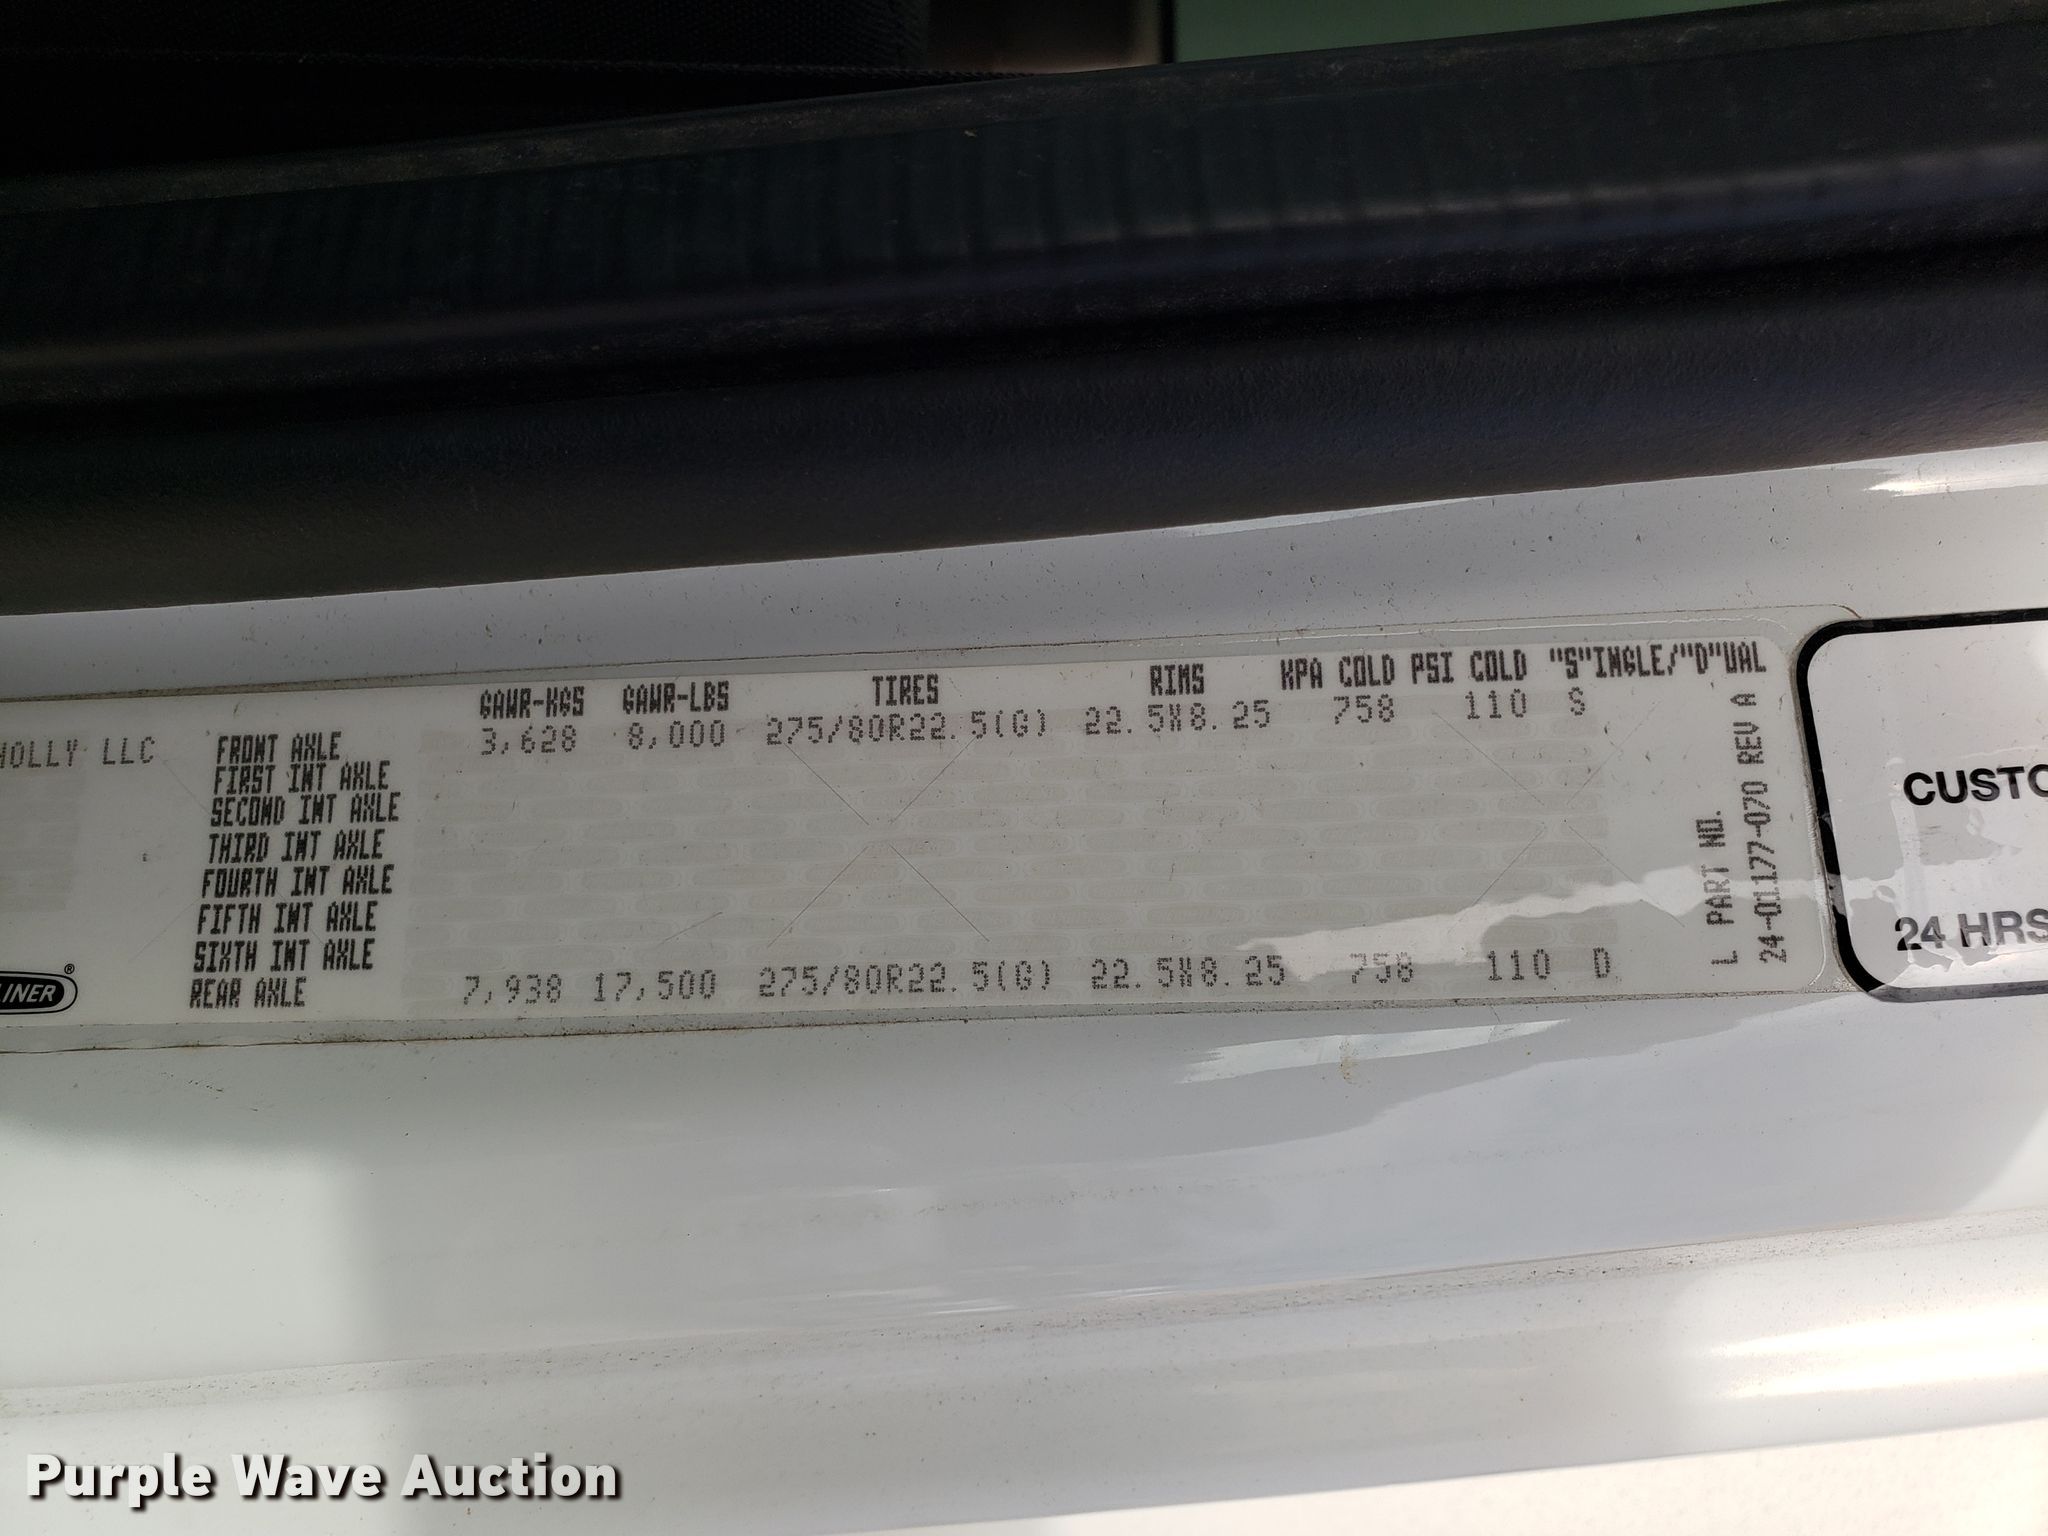 GAWR-KGS GAWR-LBS TIRES RIMS KPA COLD PSI COLD "S"INGLE/"D"UAL
LLC FRONT AXLE 3,628 8,000 275/80R22.5(G) 22.5X8.25 758 110 S
FIRST INT AXLE
SECOND INT AXLE
THIRD INT AXLE
FOURTH INT AXLE
FIFTH INT AXLE
SIXTH INT AXLE
LINER® REAR AXLE 7,938 17,500 275/80R22.5(G) 22.5X8.25 758 110 D
L PART NO.
24-01177-070 REV A
CUSTO
24 HRS
Purple Wave Auction